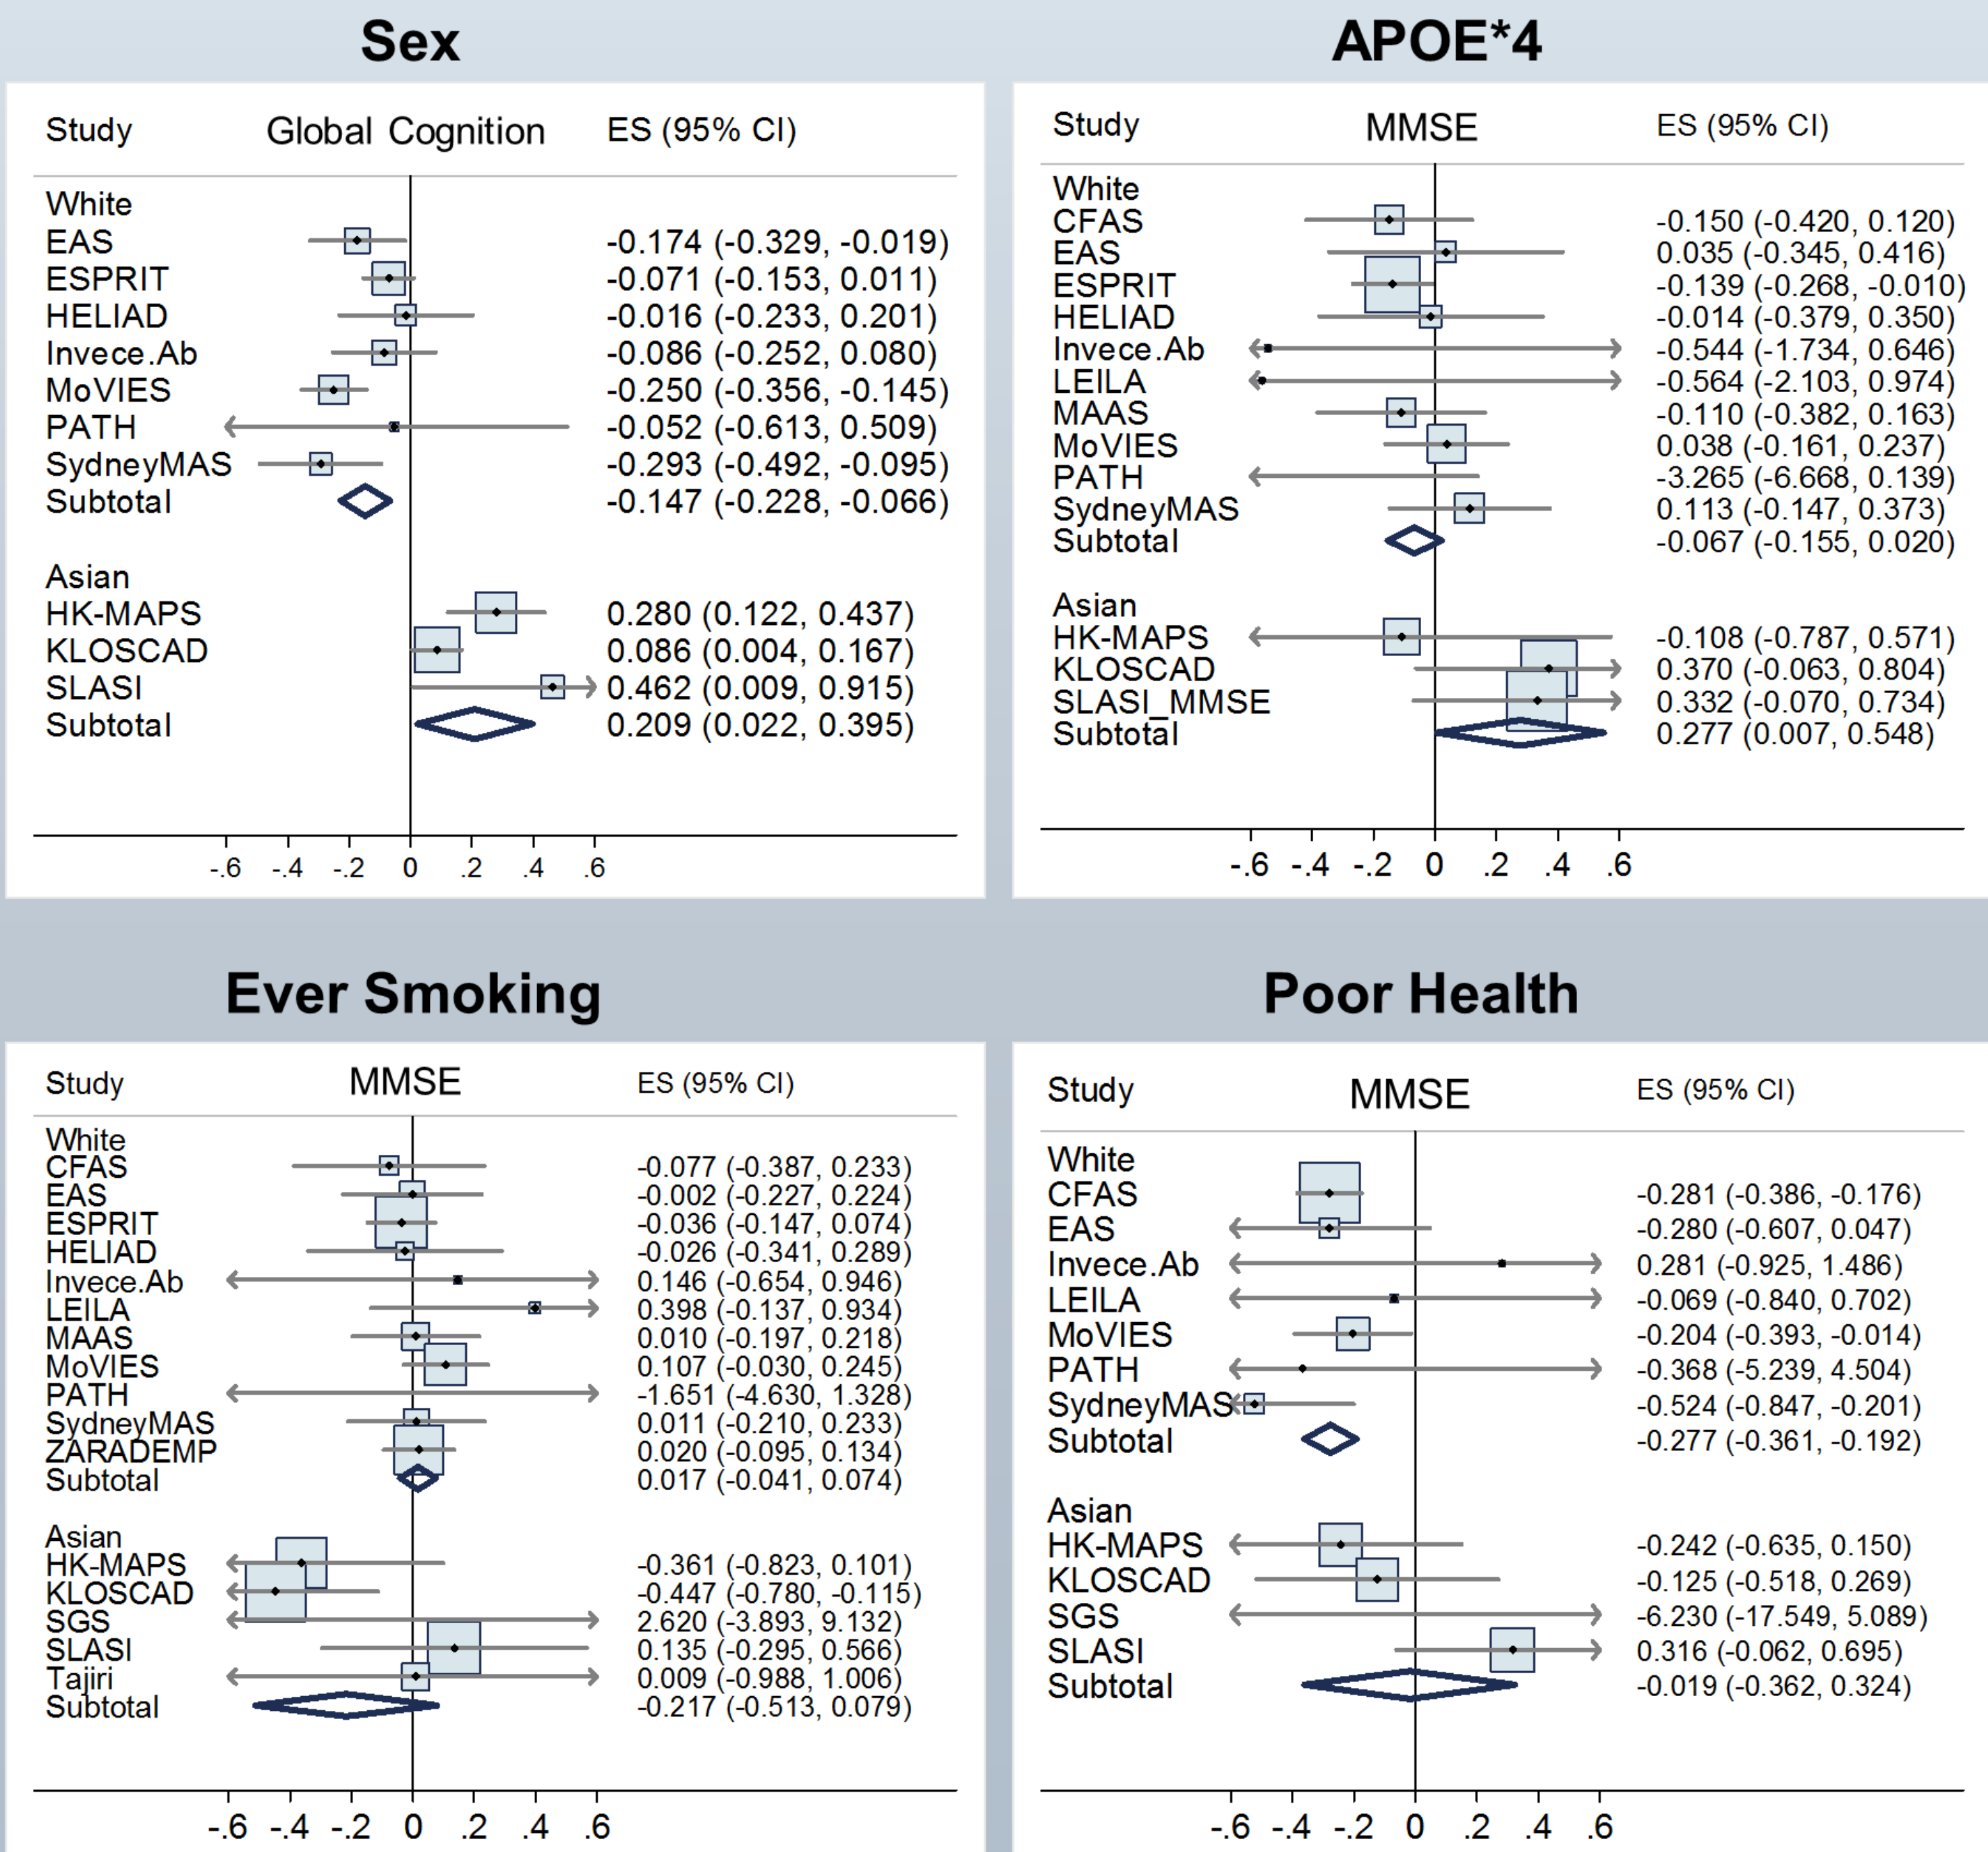 Sex
Study Global Cognition ES (95% CI)
White
EAS -0.174 (-0.329, -0.019)
ESPRIT -0.071 (-0.153, 0.011)
HELIAD -0.016 (-0.233, 0.201)
Invece.Ab -0.086 (-0.252, 0.080)
MoVIES -0.250 (-0.356, -0.145)
PATH -0.052 (-0.613, 0.509)
SydneyMAS -0.293 (-0.492, -0.095)
Subtotal -0.147 (-0.228, -0.066)
Asian
HK-MAPS 0.280 (0.122, 0.437)
KLOSCAD 0.086 (0.004, 0.167)
SLASI 0.462 (0.009, 0.915)
Subtotal 0.209 (0.022, 0.395)
-.6 -.4 -.2 0 .2 .4 .6
APOE*4
Study MMSE ES (95% CI)
White
CFAS -0.150 (-0.420, 0.120)
EAS 0.035 (-0.345, 0.416)
ESPRIT -0.139 (-0.268, -0.010)
HELIAD -0.014 (-0.379, 0.350)
Invece.Ab -0.544 (-1.734, 0.646)
LEILA -0.564 (-2.103, 0.974)
MAAS -0.110 (-0.382, 0.163)
MoVIES 0.038 (-0.161, 0.237)
PATH -3.265 (-6.668, 0.139)
SydneyMAS 0.113 (-0.147, 0.373)
Subtotal -0.067 (-0.155, 0.020)
Asian
HK-MAPS -0.108 (-0.787, 0.571)
KLOSCAD 0.370 (-0.063, 0.804)
SLASI_MMSE 0.332 (-0.070, 0.734)
Subtotal 0.277 (0.007, 0.548)
-.6 -.4 -.2 0 .2 .4 .6
Ever Smoking
Study MMSE ES (95% CI)
White
CFAS -0.077 (-0.387, 0.233)
EAS -0.002 (-0.227, 0.224)
ESPRIT -0.036 (-0.147, 0.074)
HELIAD -0.026 (-0.341, 0.289)
Invece.Ab 0.146 (-0.654, 0.946)
LEILA 0.398 (-0.137, 0.934)
MAAS 0.010 (-0.197, 0.218)
MoVIES 0.107 (-0.030, 0.245)
PATH -1.651 (-4.630, 1.328)
SydneyMAS 0.011 (-0.210, 0.233)
ZARADEMP 0.020 (-0.095, 0.134)
Subtotal 0.017 (-0.041, 0.074)
Asian
HK-MAPS -0.361 (-0.823, 0.101)
KLOSCAD -0.447 (-0.780, -0.115)
SGS 2.620 (-3.893, 9.132)
SLASI 0.135 (-0.295, 0.566)
Tajiri 0.009 (-0.988, 1.006)
Subtotal -0.217 (-0.513, 0.079)
-.6 -.4 -.2 0 .2 .4 .6
Poor Health
Study MMSE ES (95% CI)
White
CFAS -0.281 (-0.386, -0.176)
EAS -0.280 (-0.607, 0.047)
Invece.Ab 0.281 (-0.925, 1.486)
LEILA -0.069 (-0.840, 0.702)
MoVIES -0.204 (-0.393, -0.014)
PATH -0.368 (-5.239, 4.504)
SydneyMAS -0.524 (-0.847, -0.201)
Subtotal -0.277 (-0.361, -0.192)
Asian
HK-MAPS -0.242 (-0.635, 0.150)
KLOSCAD -0.125 (-0.518, 0.269)
SGS -6.230 (-17.549, 5.089)
SLASI 0.316 (-0.062, 0.695)
Subtotal -0.019 (-0.362, 0.324)
-.6 -.4 -.2 0 .2 .4 .6